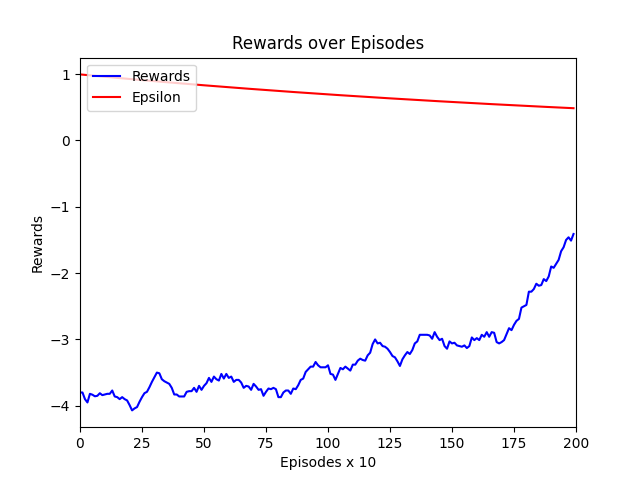 Rewards over Episodes
Rewards
Epsilon
1
0
−1
−2
−3
−4
Rewards
0 25 50 75 100 125 150 175 200
Episodes x 10